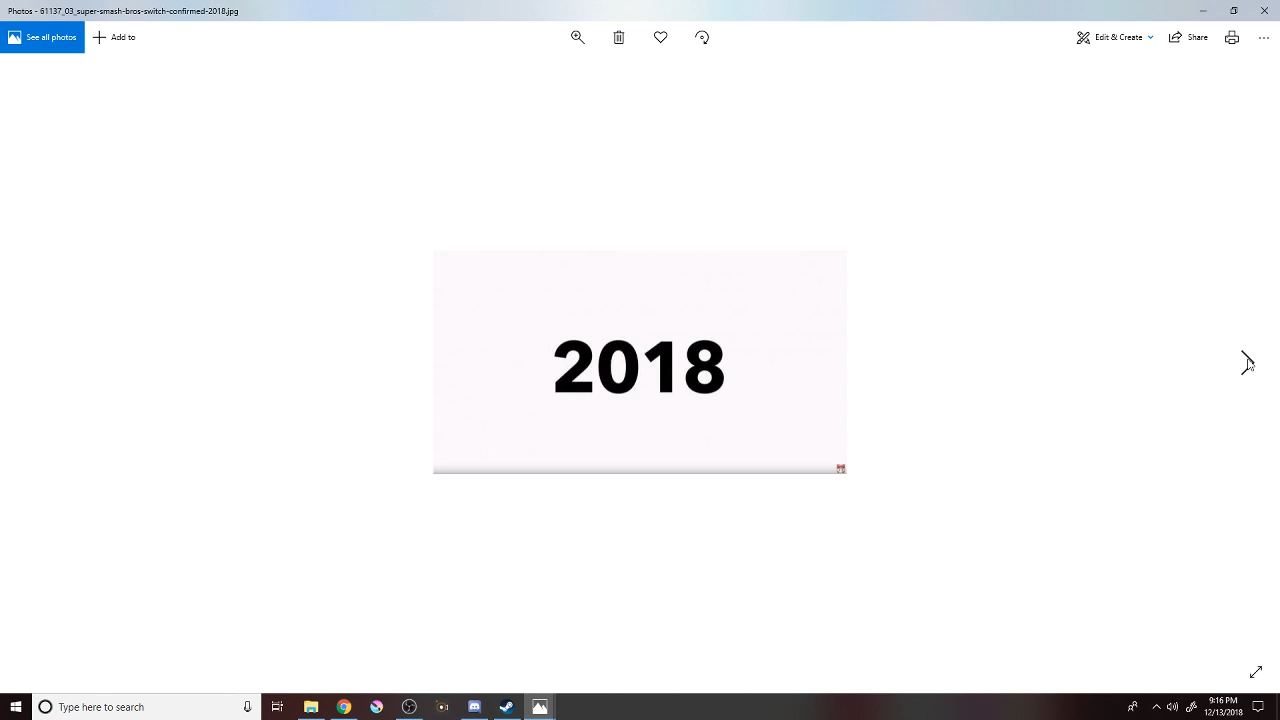 Photos - 61137_03_super-smash-bros-switch-confirmed-2018.jpg
See all photos
Add to
Edit & Create
Share
2018
Type here to search
9:16 PM
12/13/2018